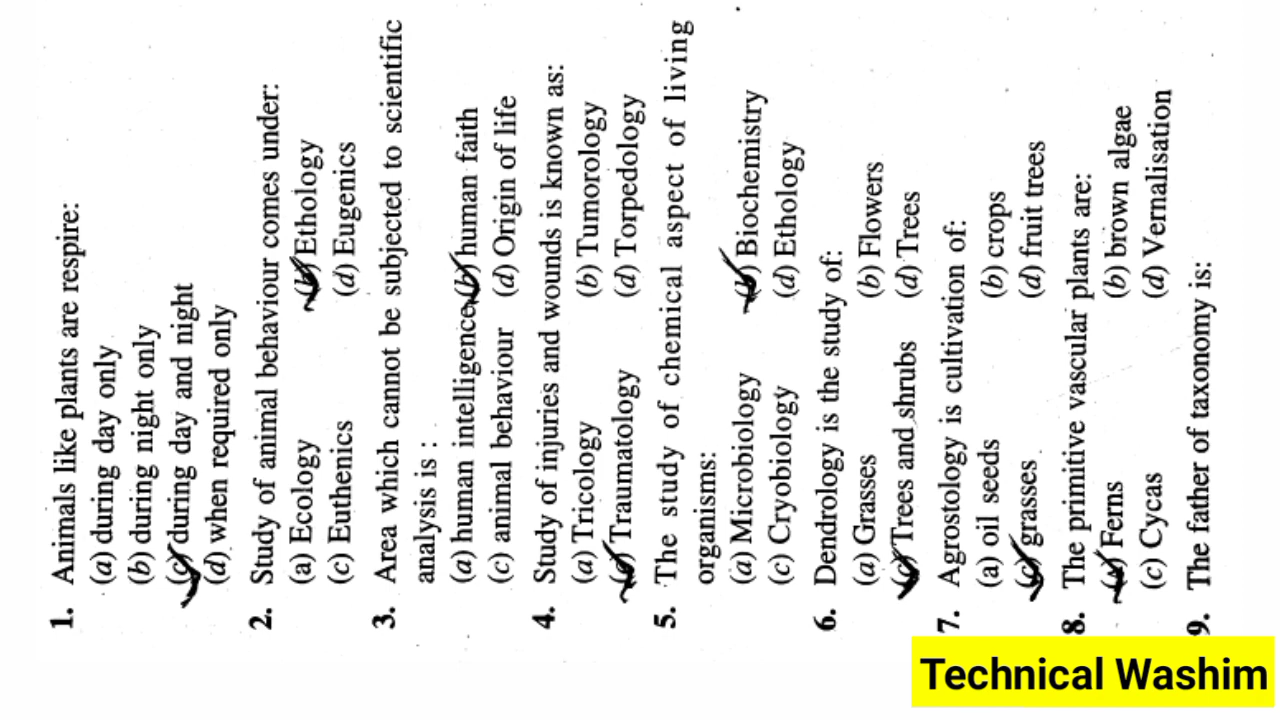 1. Animals like plants are respire:
(a) during day only
(b) during night only
(c) during day and night
(d) when required only
2. Study of animal behaviour comes under:
(a) Ecology (b) Ethology
(c) Euthenics (d) Eugenics
3. Area which cannot be subjected to scientific
analysis is :
(a) human intelligence (b) human faith
(c) animal behaviour (d) Origin of life
4. Study of injuries and wounds is known as:
(a) Tricology (b) Tumorology
(c) Traumatology (d) Torpedology
5. The study of chemical aspect of living
organisms:
(a) Microbiology (b) Biochemistry
(c) Cryobiology (d) Ethology
6. Dendrology is the study of:
(a) Grasses (b) Flowers
(c) Trees and shrubs (d) Trees
7. Agrostology is cultivation of:
(a) oil seeds (b) crops
(c) grasses (d) fruit trees
8. The primitive vascular plants are:
(a) Ferns (b) brown algae
(c) Cycas (d) Vernalisation
9. The father of taxonomy is:
Technical Washim